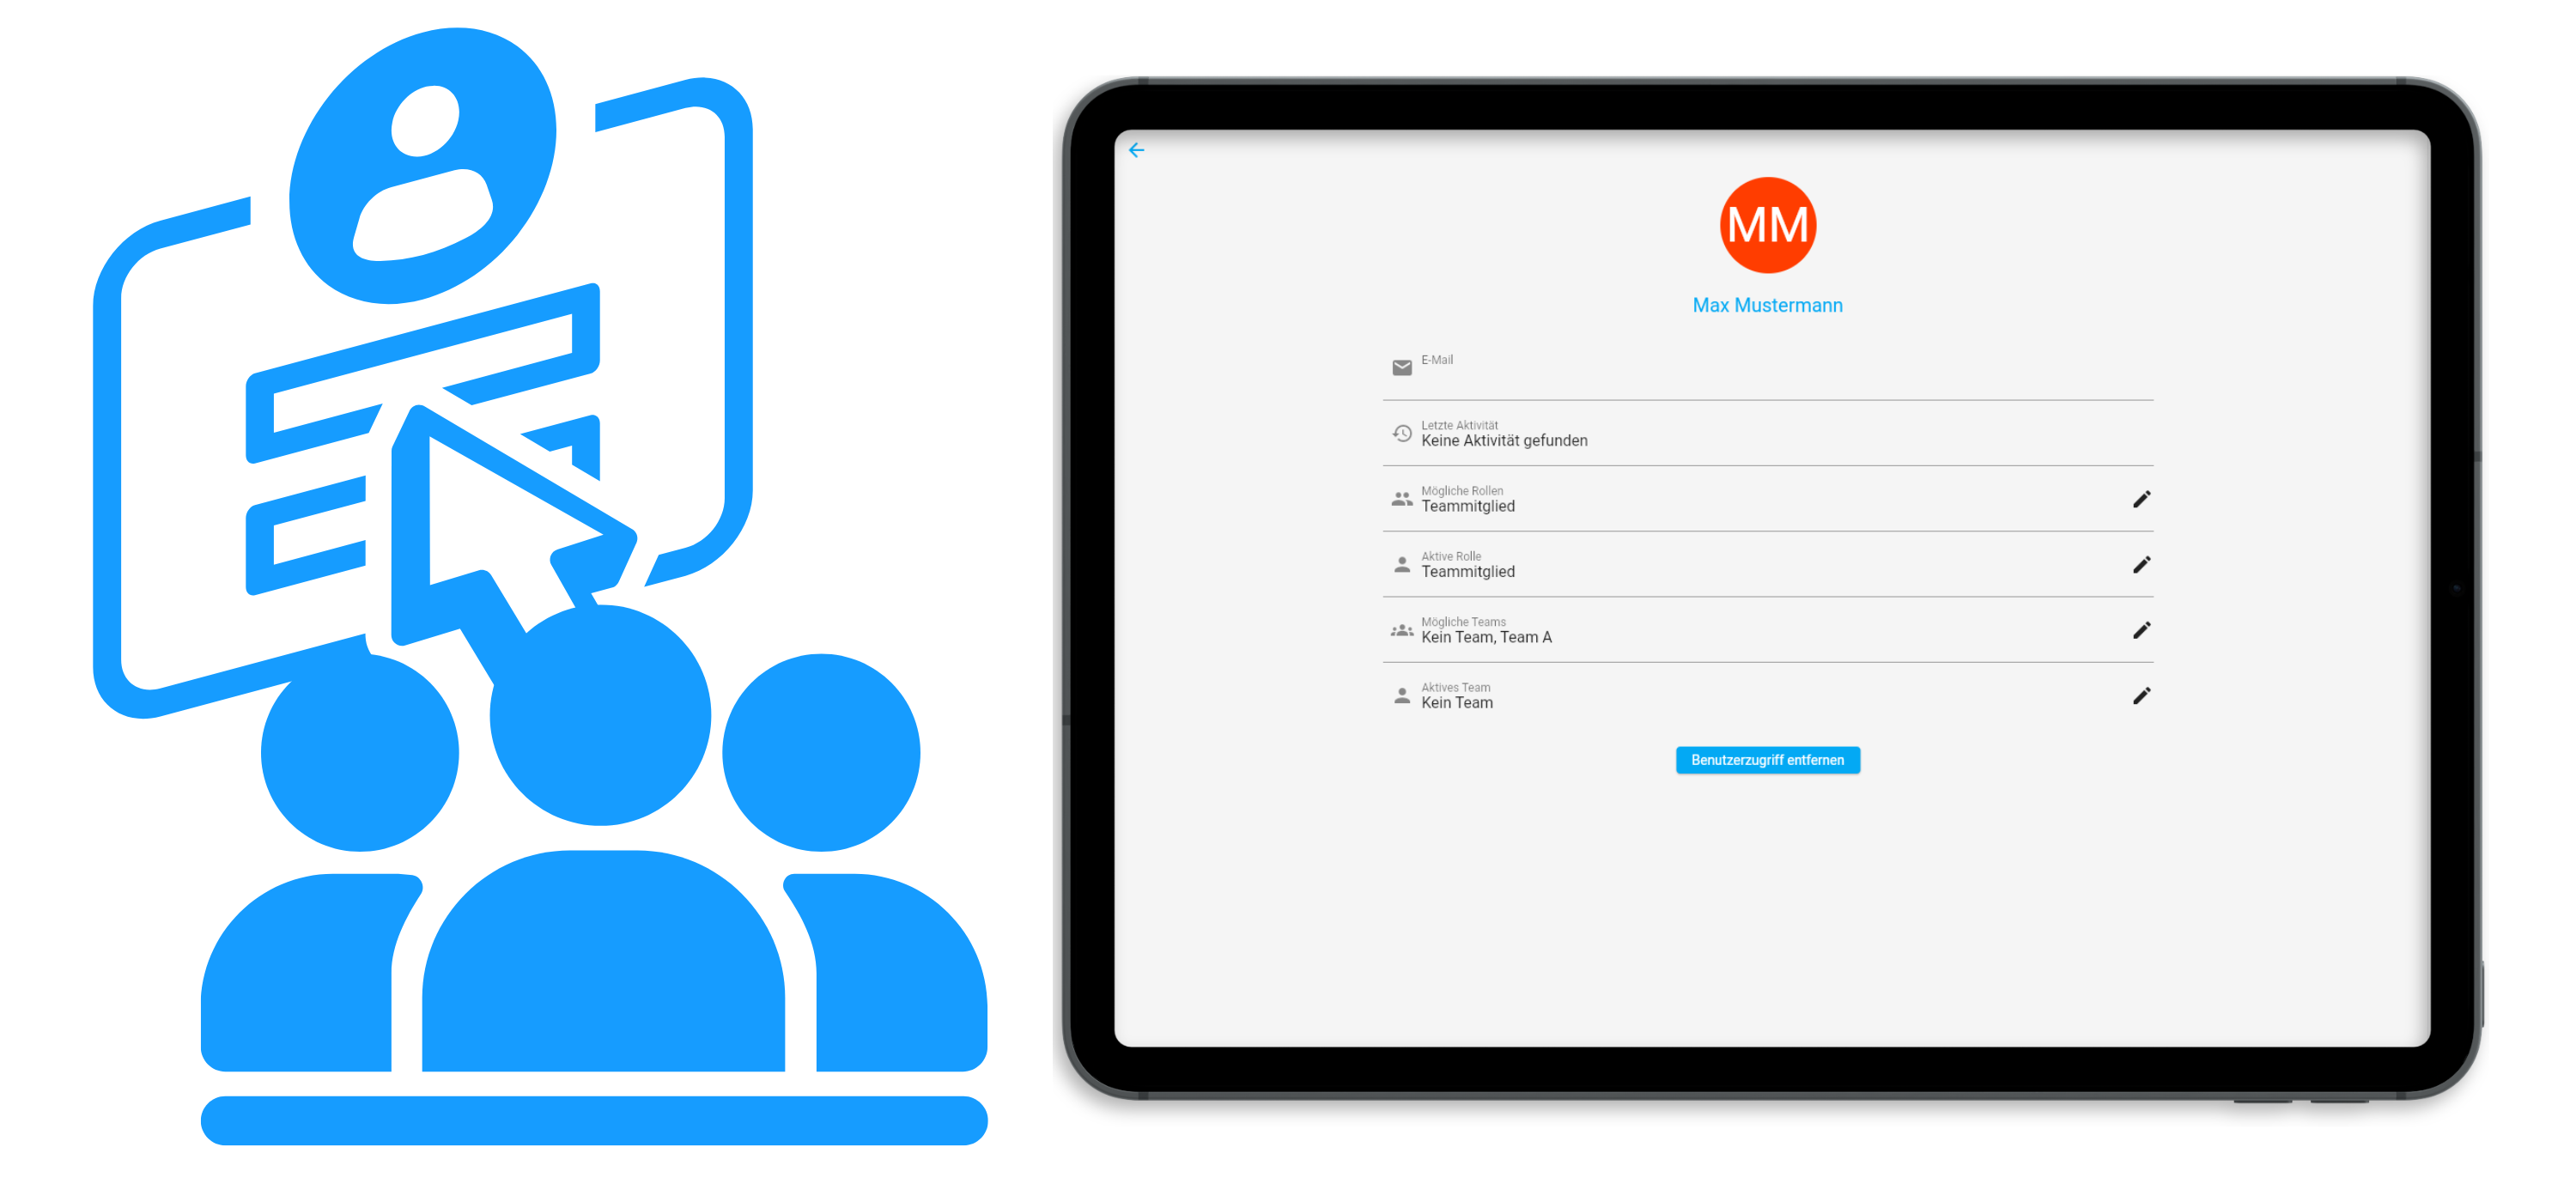 MM
Max Mustermann
E-Mail
Letzte Aktivität
Keine Aktivität gefunden
Mögliche Rollen
Teammitglied
Aktive Rolle
Teammitglied
Mögliche Teams
Kein Team, Team A
Aktives Team
Kein Team
Benutzerzugriff entfernen